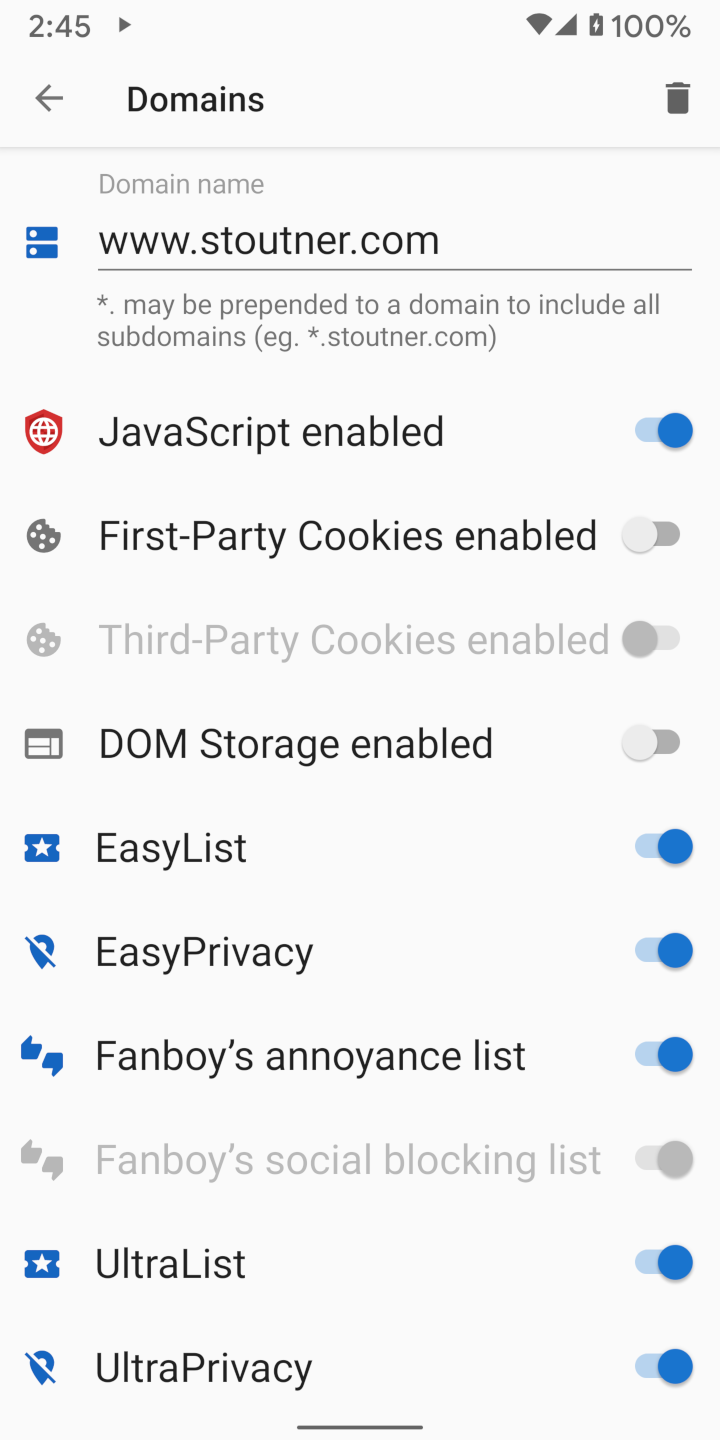 2:45
100%
Domains
Domain name
www.stoutner.com
*. may be prepended to a domain to include all
subdomains (eg. *.stoutner.com)
JavaScript enabled
First-Party Cookies enabled
Third-Party Cookies enabled
DOM Storage enabled
EasyList
EasyPrivacy
Fanboy’s annoyance list
Fanboy’s social blocking list
UltraList
UltraPrivacy